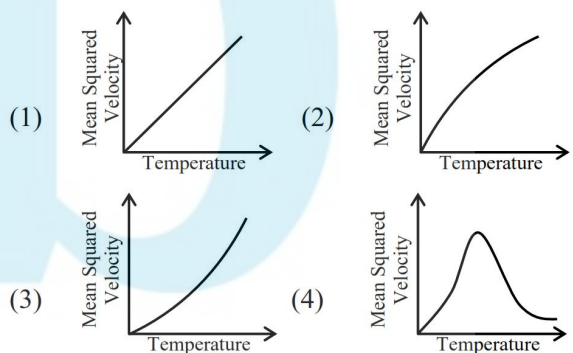 (1)
Mean Squared
Velocity
Temperature
(2)
Mean Squared
Velocity
Temperature
(3)
Mean Squared
Velocity
Temperature
(4)
Mean Squared
Velocity
Temperature